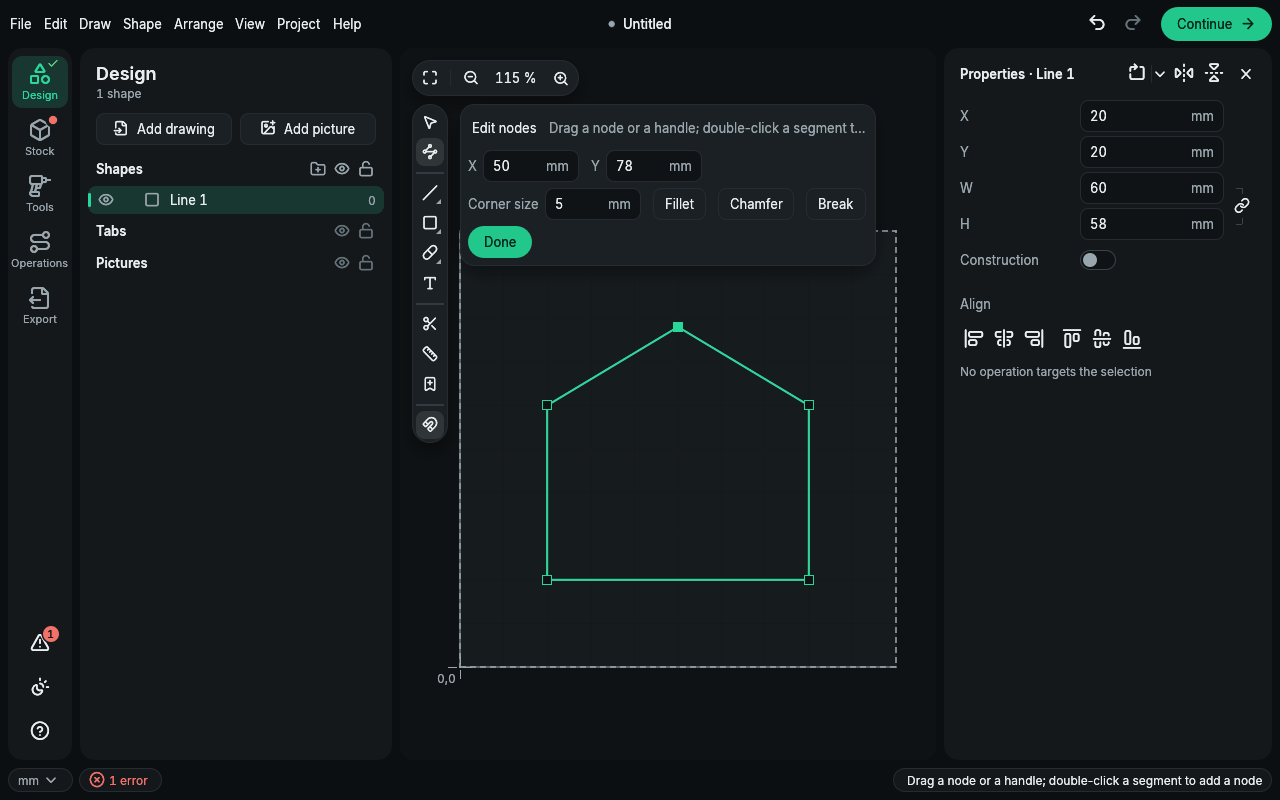 File Edit Draw Shape Arrange View Project Help
Untitled
Continue
Design
Stock
Tools
Operations
Export
1
Design
1 shape
Add drawing
Add picture
Shapes
Line 1
0
Tabs
Pictures
115 %
Edit nodes
Drag a node or a handle; double-click a segment t...
X 50 mm Y 78 mm
Corner size 5 mm Fillet Chamfer Break
Done
0,0
Properties · Line 1
X 20 mm
Y 20 mm
W 60 mm
H 58 mm
Construction
Align
No operation targets the selection
mm
1 error
Drag a node or a handle; double-click a segment to add a node